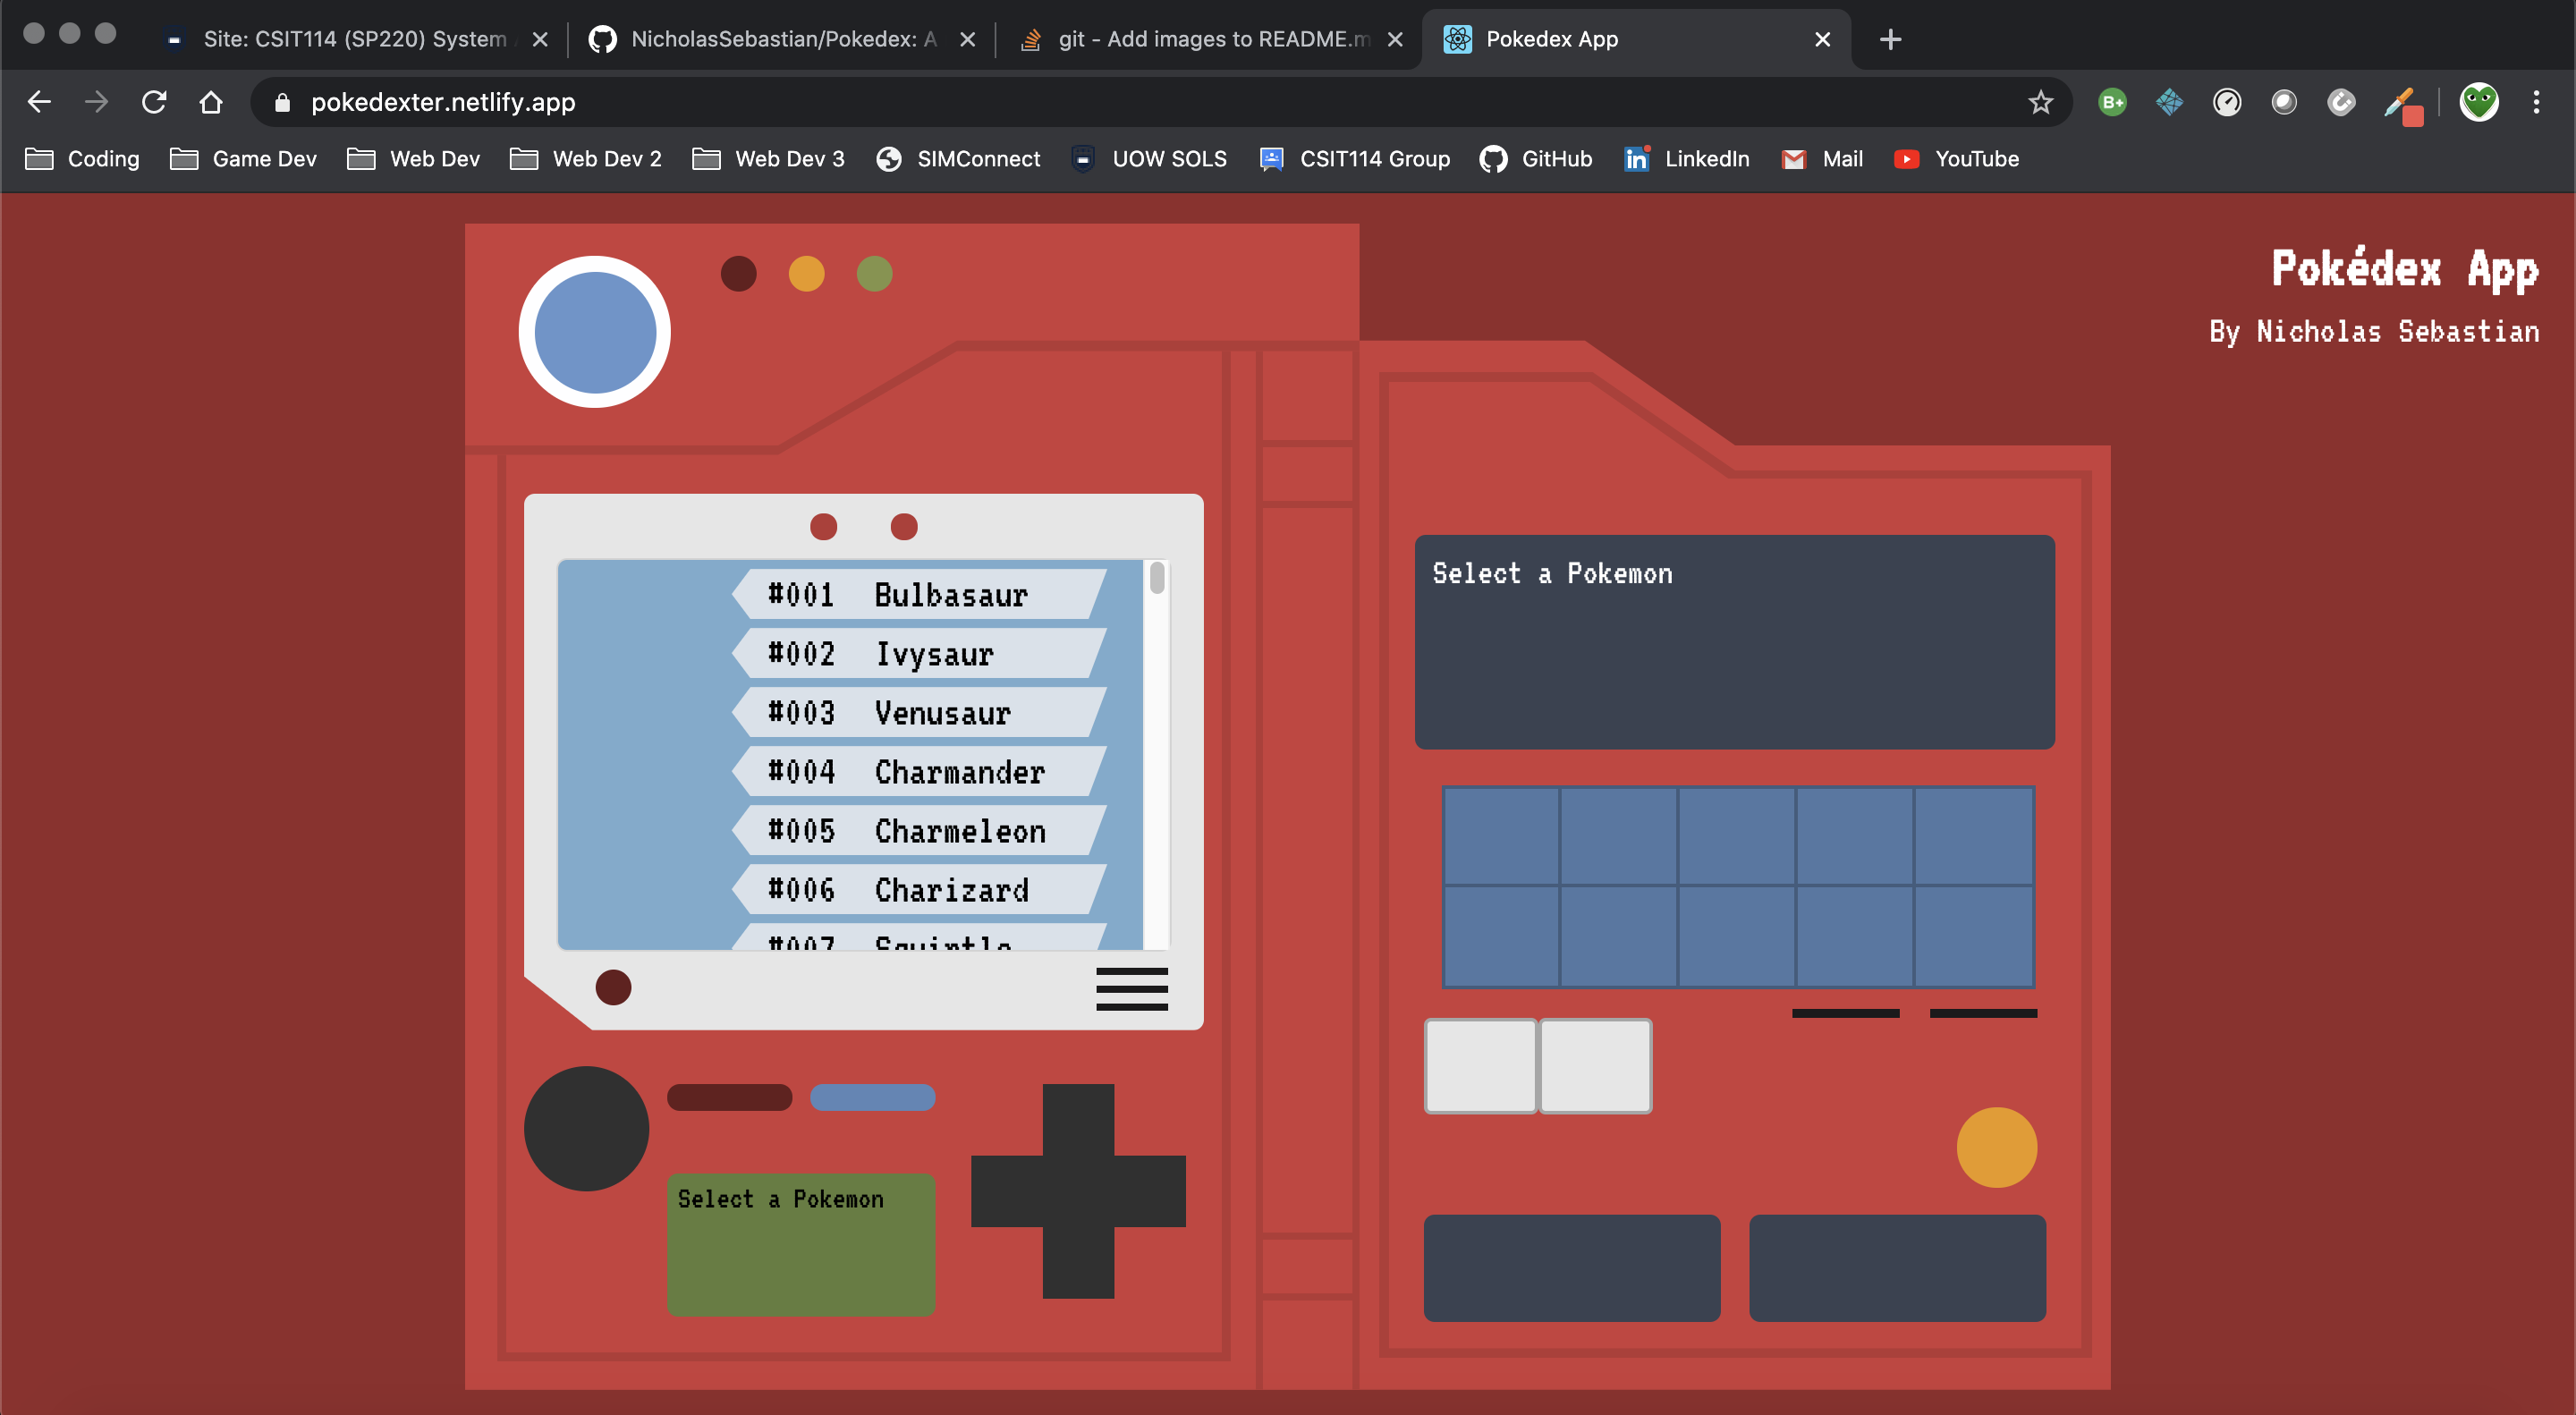 Site: CSIT114 (SP220) System
NicholasSebastian/Pokedex: A
git - Add images to README.m
Pokedex App
pokedexter.netlify.app
B+
Coding
Game Dev
Web Dev
Web Dev 2
Web Dev 3
SIMConnect
UOW SOLS
CSIT114 Group
GitHub
in
LinkedIn
Mail
YouTube
Pokédex App
By Nicholas Sebastian
#001 Bulbasaur
#002 Ivysaur
#003 Venusaur
#004 Charmander
#005 Charmeleon
#006 Charizard
#007 Squirtle
Select a Pokemon
Select a Pokemon